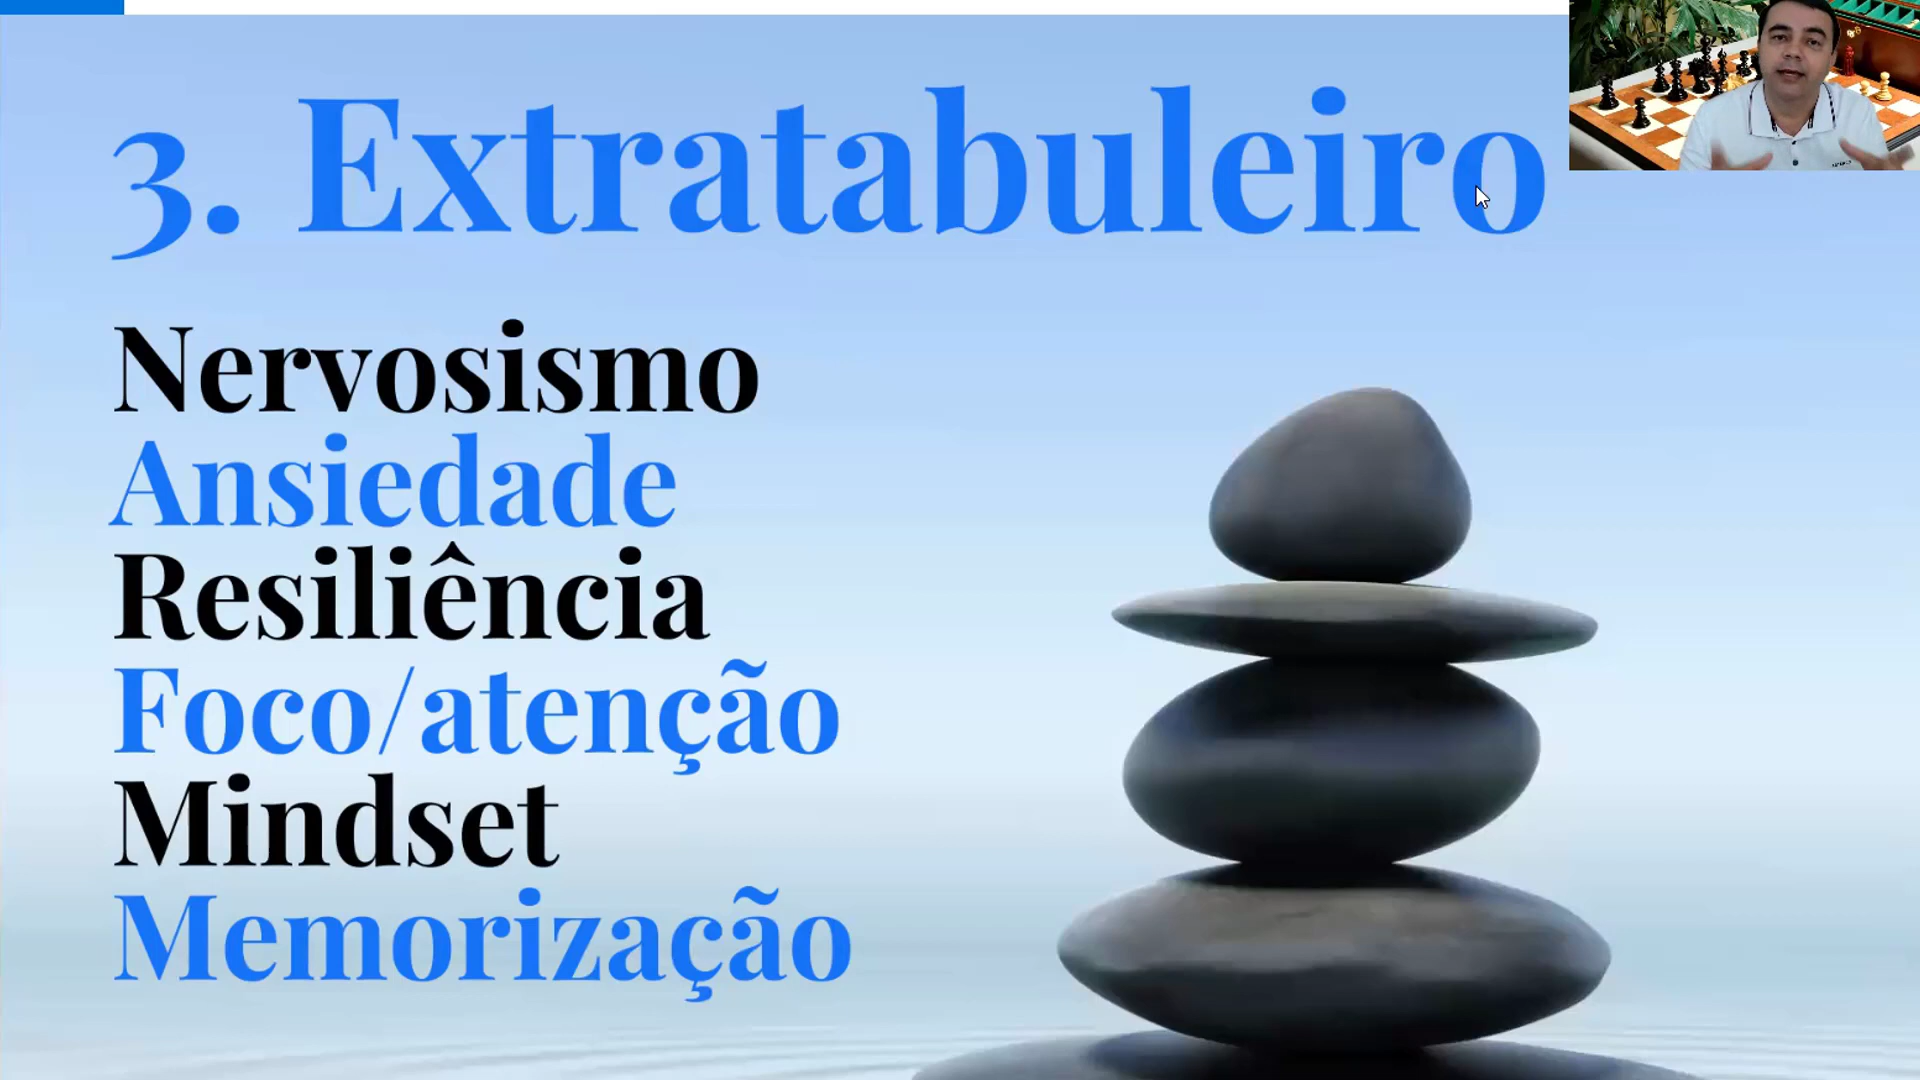 3. Extratabuleiro
Nervosismo
Ansiedade
Resiliência
Foco/atenção
Mindset
Memorização